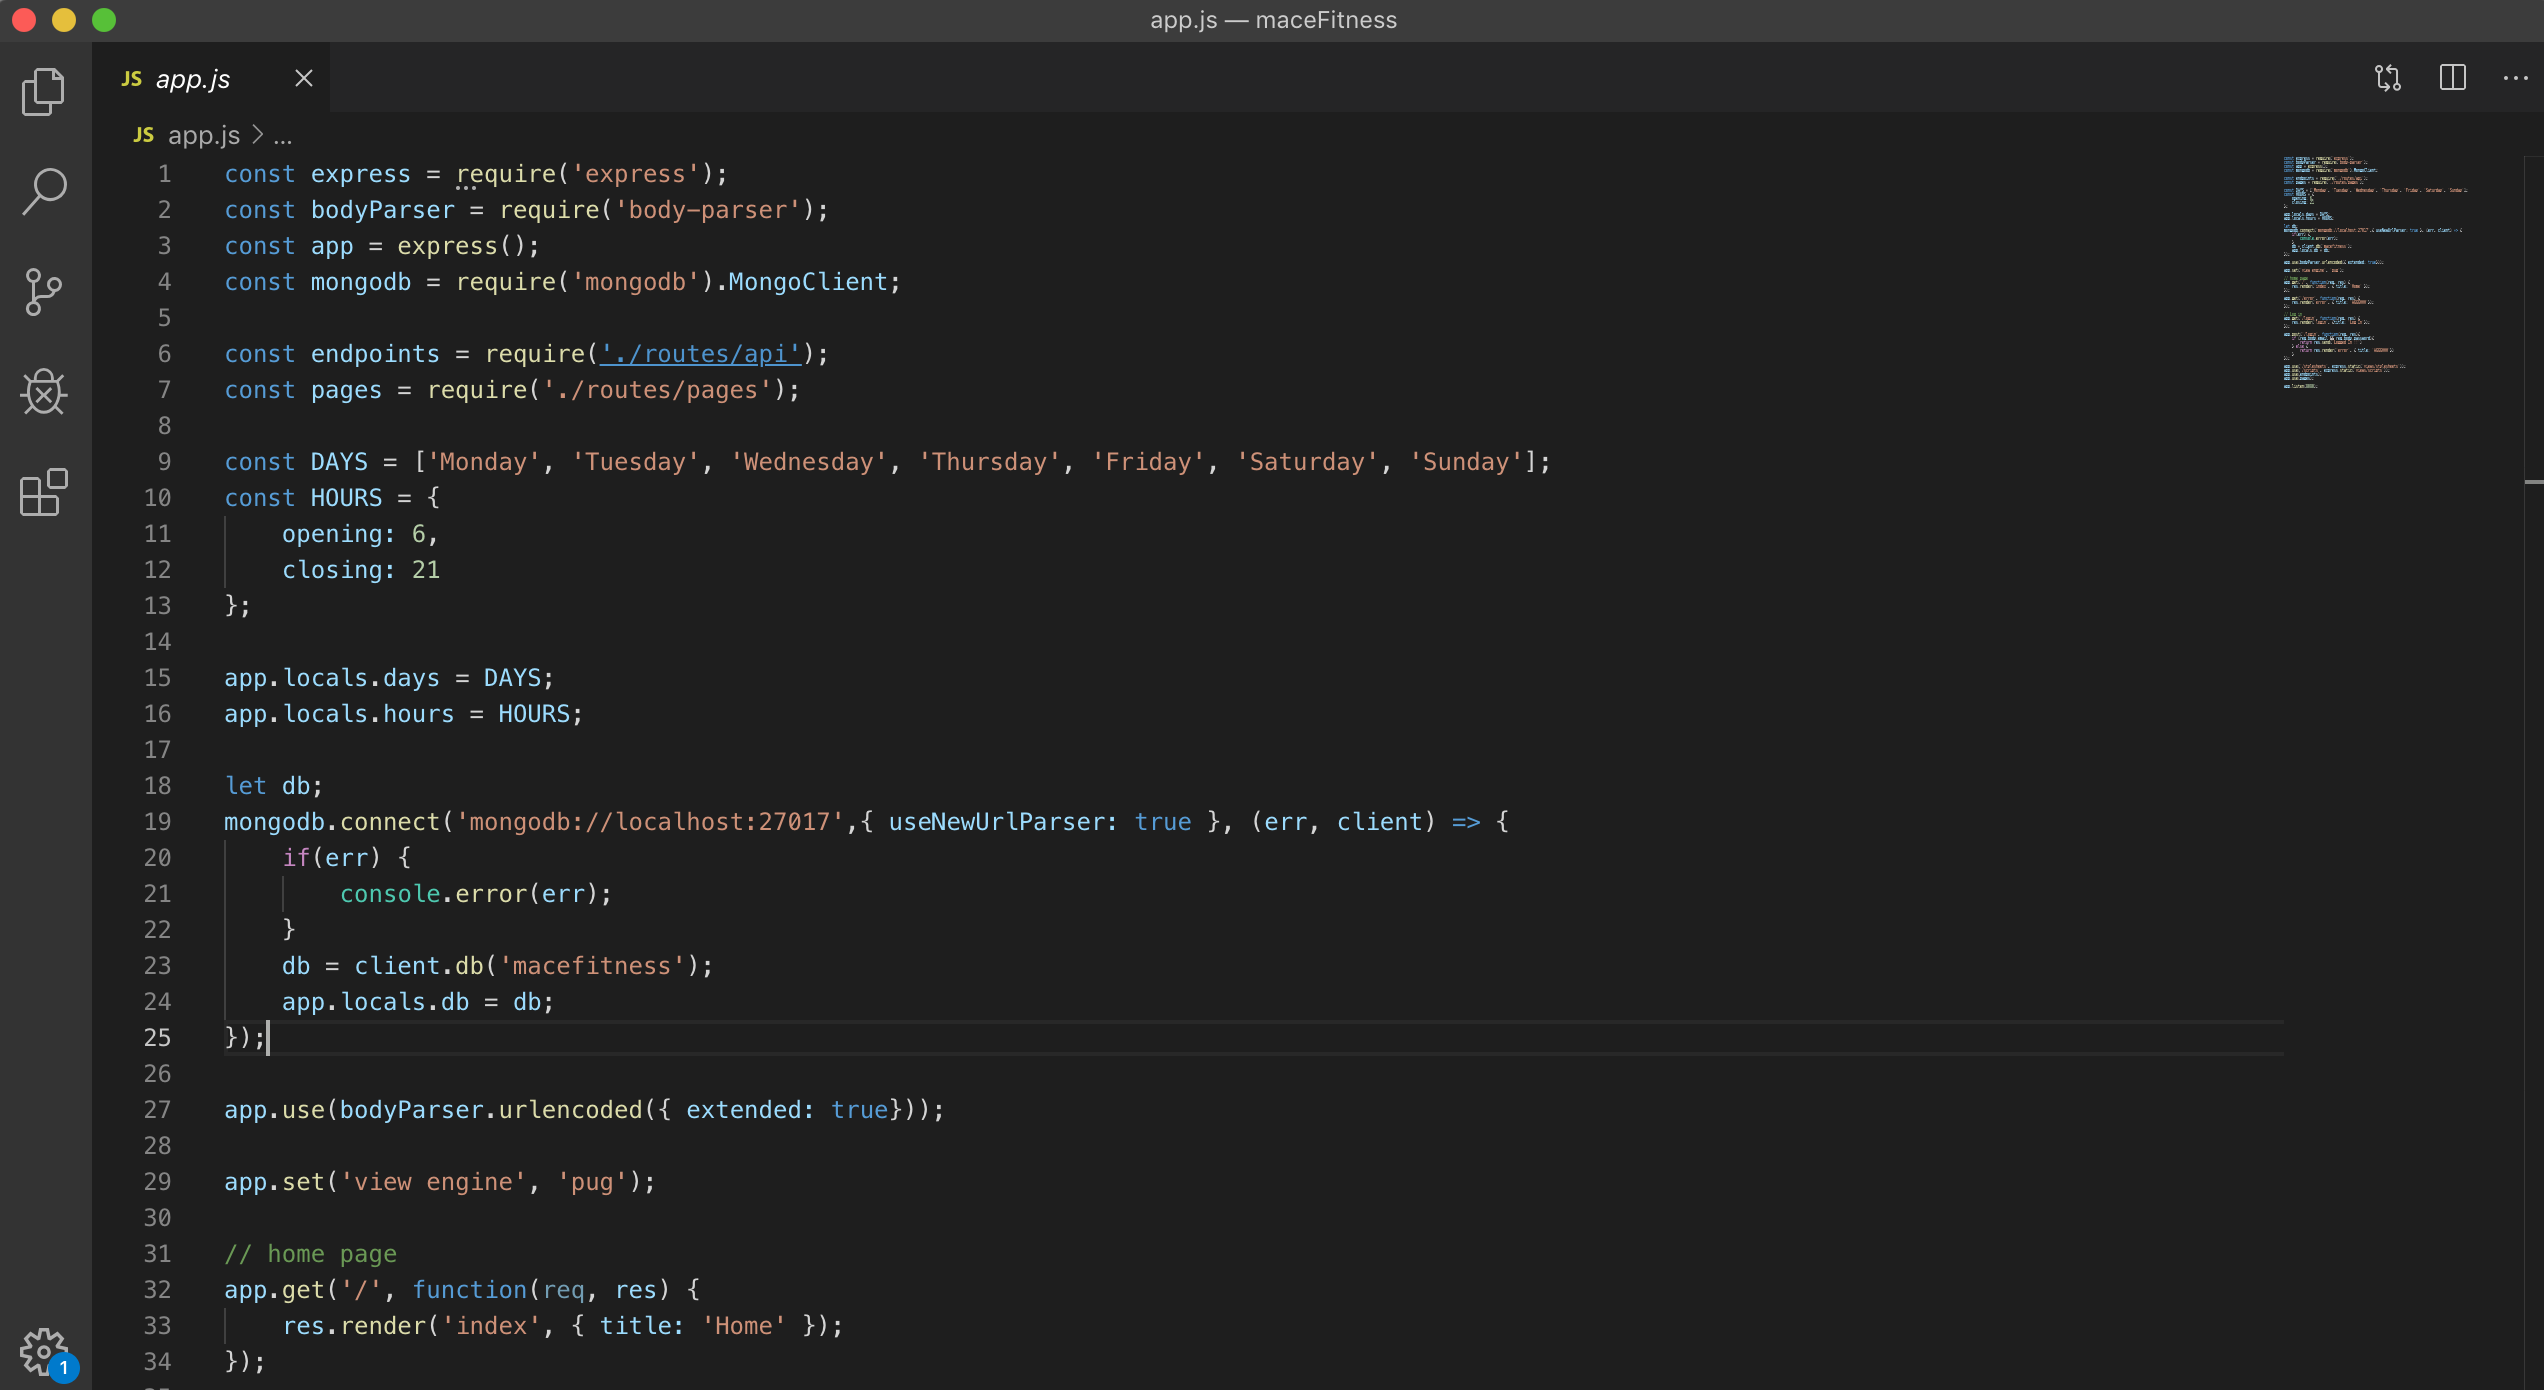 app.js — maceFitness
JS app.js
JS app.js > ...
1 const express = require('express');
2 const bodyParser = require('body-parser');
3 const app = express();
4 const mongodb = require('mongodb').MongoClient;
5
6 const endpoints = require('./routes/api');
7 const pages = require('./routes/pages');
8
9 const DAYS = ['Monday', 'Tuesday', 'Wednesday', 'Thursday', 'Friday', 'Saturday', 'Sunday'];
10 const HOURS = {
11     opening: 6,
12     closing: 21
13 };
14
15 app.locals.days = DAYS;
16 app.locals.hours = HOURS;
17
18 let db;
19 mongodb.connect('mongodb://localhost:27017',{ useNewUrlParser: true }, (err, client) => {
20     if(err) {
21         console.error(err);
22     }
23     db = client.db('macefitness');
24     app.locals.db = db;
25 });
26
27 app.use(bodyParser.urlencoded({ extended: true}));
28
29 app.set('view engine', 'pug');
30
31 // home page
32 app.get('/', function(req, res) {
33     res.render('index', { title: 'Home' });
34 });
1